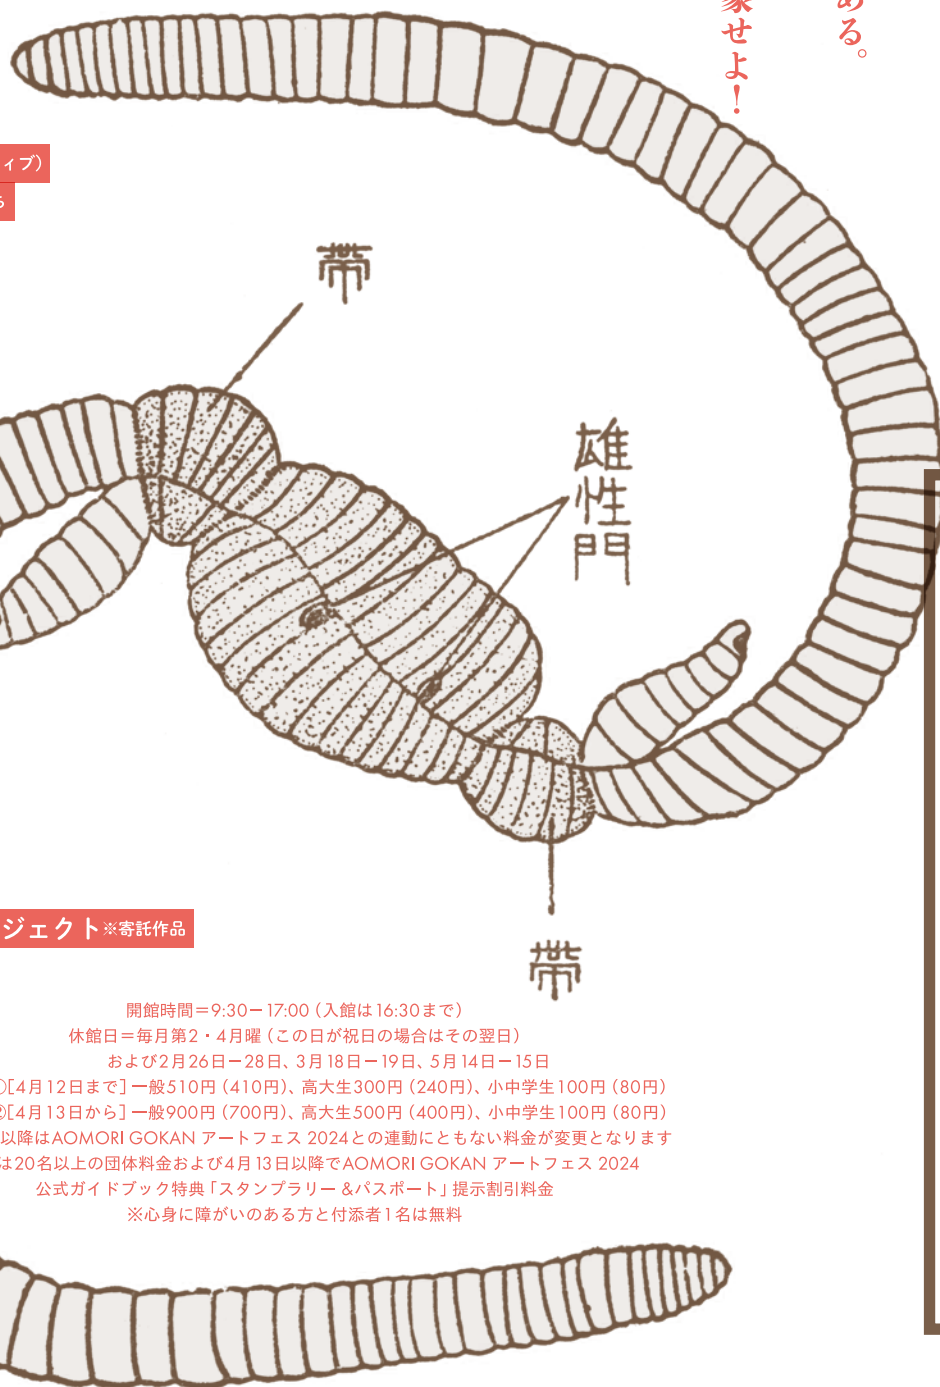 ある。
象せよ！
ィブ）
ら
帯
雄性門
帯
ジェクト※寄託作品
開館時間＝9:30−17:00（入館は16:30まで）
休館日＝毎月第2・4月曜（この日が祝日の場合はその翌日）
および2月26日−28日、3月18日−19日、5月14日−15日
①[4月12日まで]一般510円（410円）、高大生300円（240円）、小中学生100円（80円）
②[4月13日から]一般900円（700円）、高大生500円（400円）、小中学生100円（80円）
以降はAOMORI GOKAN アートフェス 2024との連動にともない料金が変更となります
は20名以上の団体料金および4月13日以降でAOMORI GOKAN アートフェス 2024
公式ガイドブック特典「スタンプラリー＆パスポート」提示割引料金
※心身に障がいのある方と付添者1名は無料